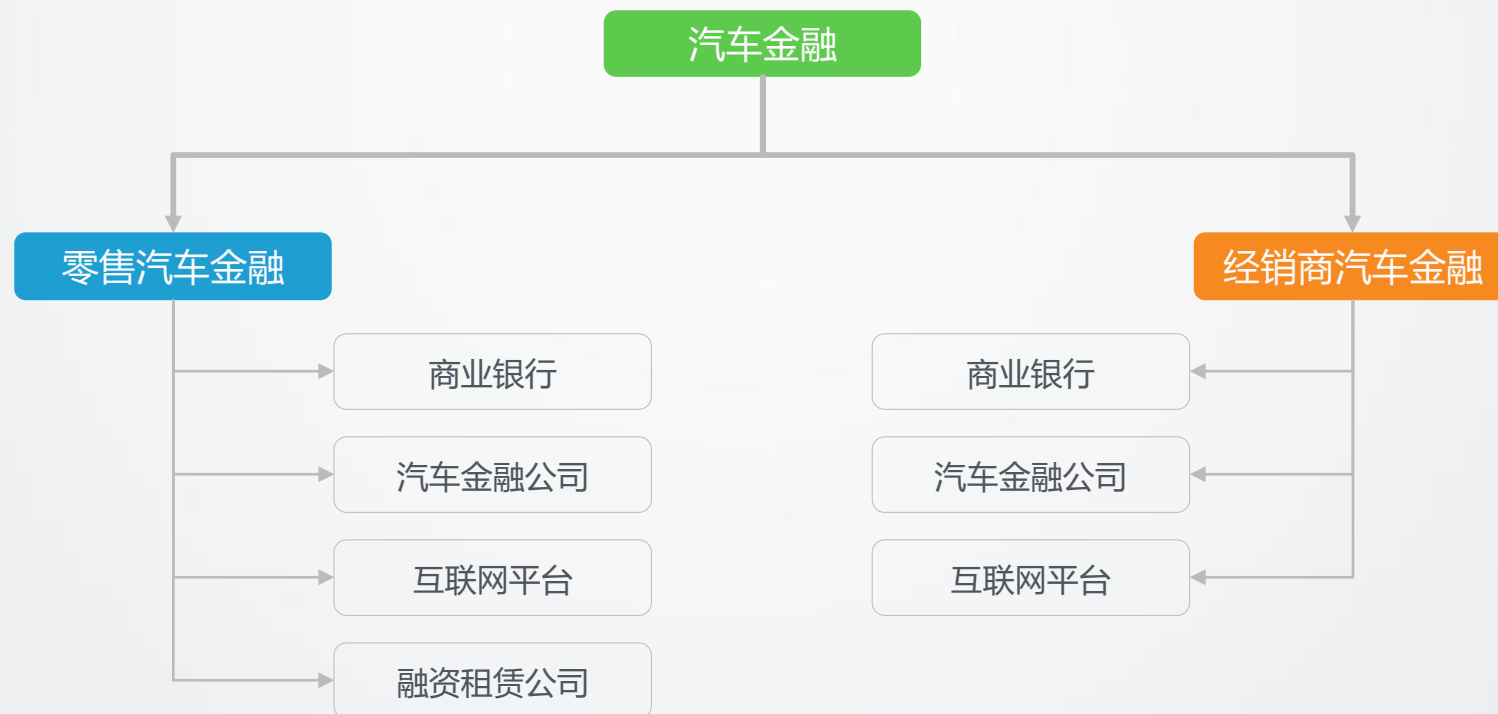 汽车金融
零售汽车金融
经销商汽车金融
商业银行
商业银行
汽车金融公司
汽车金融公司
互联网平台
互联网平台
融资租赁公司